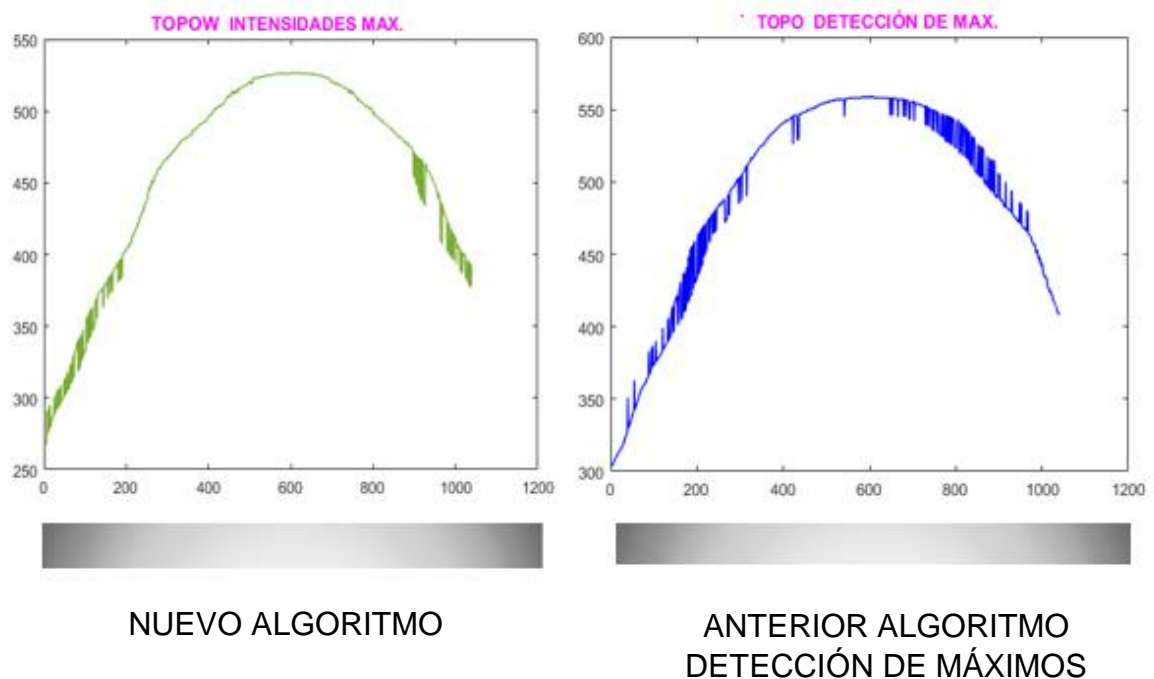 TOPOW INTENSIDADES MAX.
550
500
450
400
350
300
250
0 200 400 600 800 1000 1200
NUEVO ALGORITMO
TOPO DETECCIÓN DE MAX.
600
550
500
450
400
350
300
0 200 400 600 800 1000 1200
ANTERIOR ALGORITMO
DETECCIÓN DE MÁXIMOS